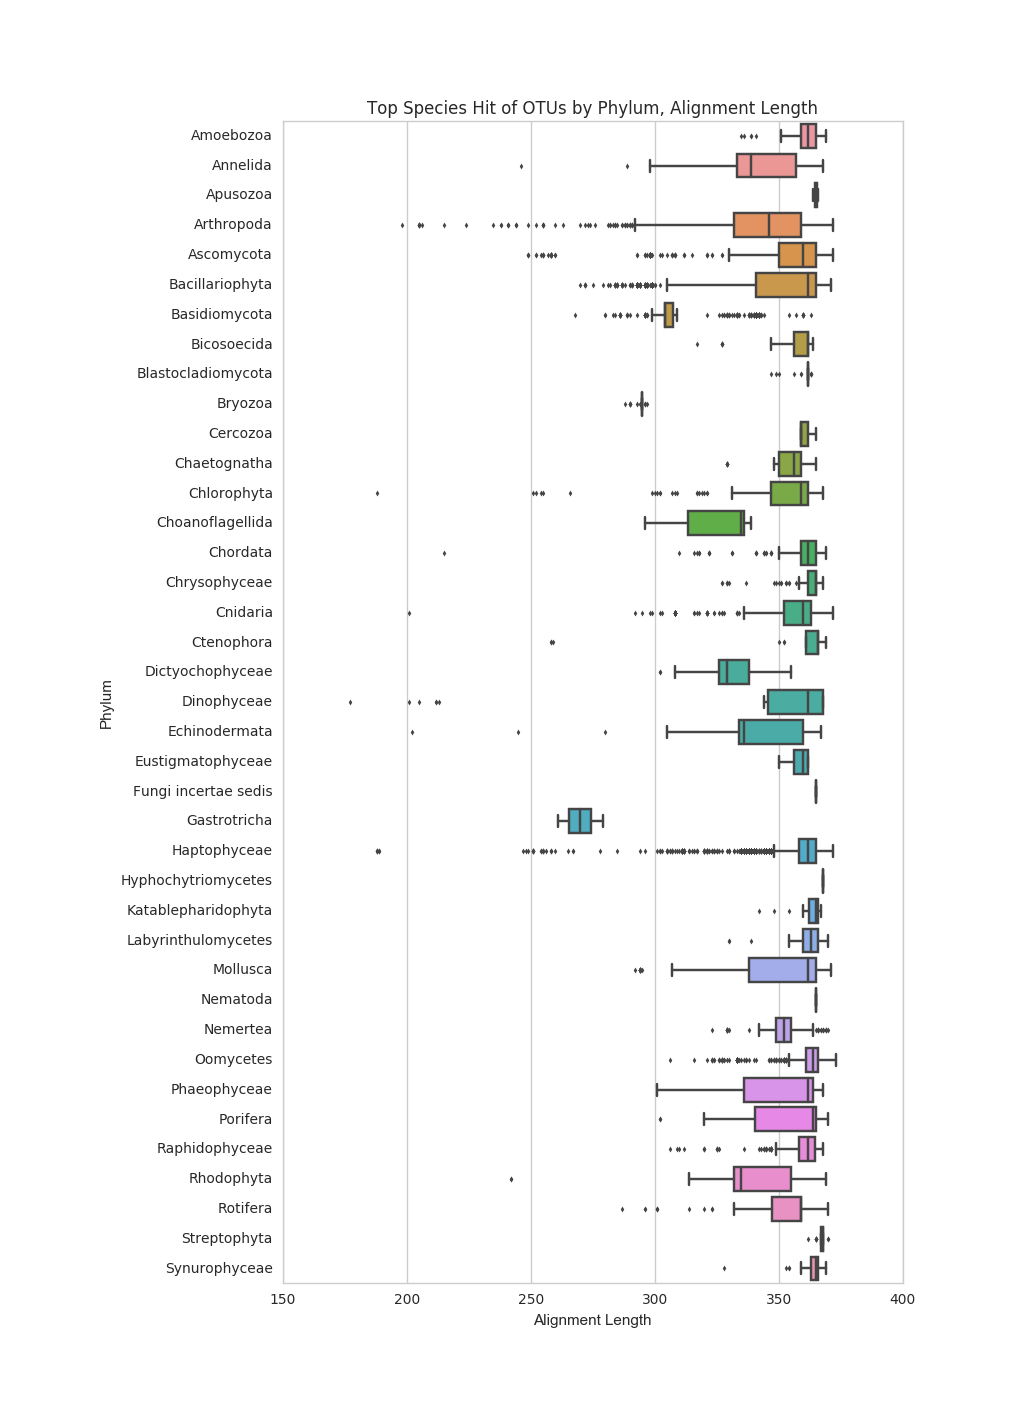 Top Species Hit of OTUs by Phylum, Alignment Length
Amoebozoa
Annelida
Apusozoa
Arthropoda
Ascomycota
Bacillariophyta
Basidiomycota
Bicosoecida
Blastocladiomycota
Bryozoa
Cercozoa
Chaetognatha
Chlorophyta
Choanoflagellida
Chordata
Chrysophyceae
Cnidaria
Ctenophora
Dictyochophyceae
Dinophyceae
Echinodermata
Eustigmatophyceae
Fungi incertae sedis
Gastrotricha
Haptophyceae
Hyphochytriomycetes
Katablepharidophyta
Labyrinthulomycetes
Mollusca
Nematoda
Nemertea
Oomycetes
Phaeophyceae
Porifera
Raphidophyceae
Rhodophyta
Rotifera
Streptophyta
Synurophyceae
Phylum
150 200 250 300 350 400
Alignment Length